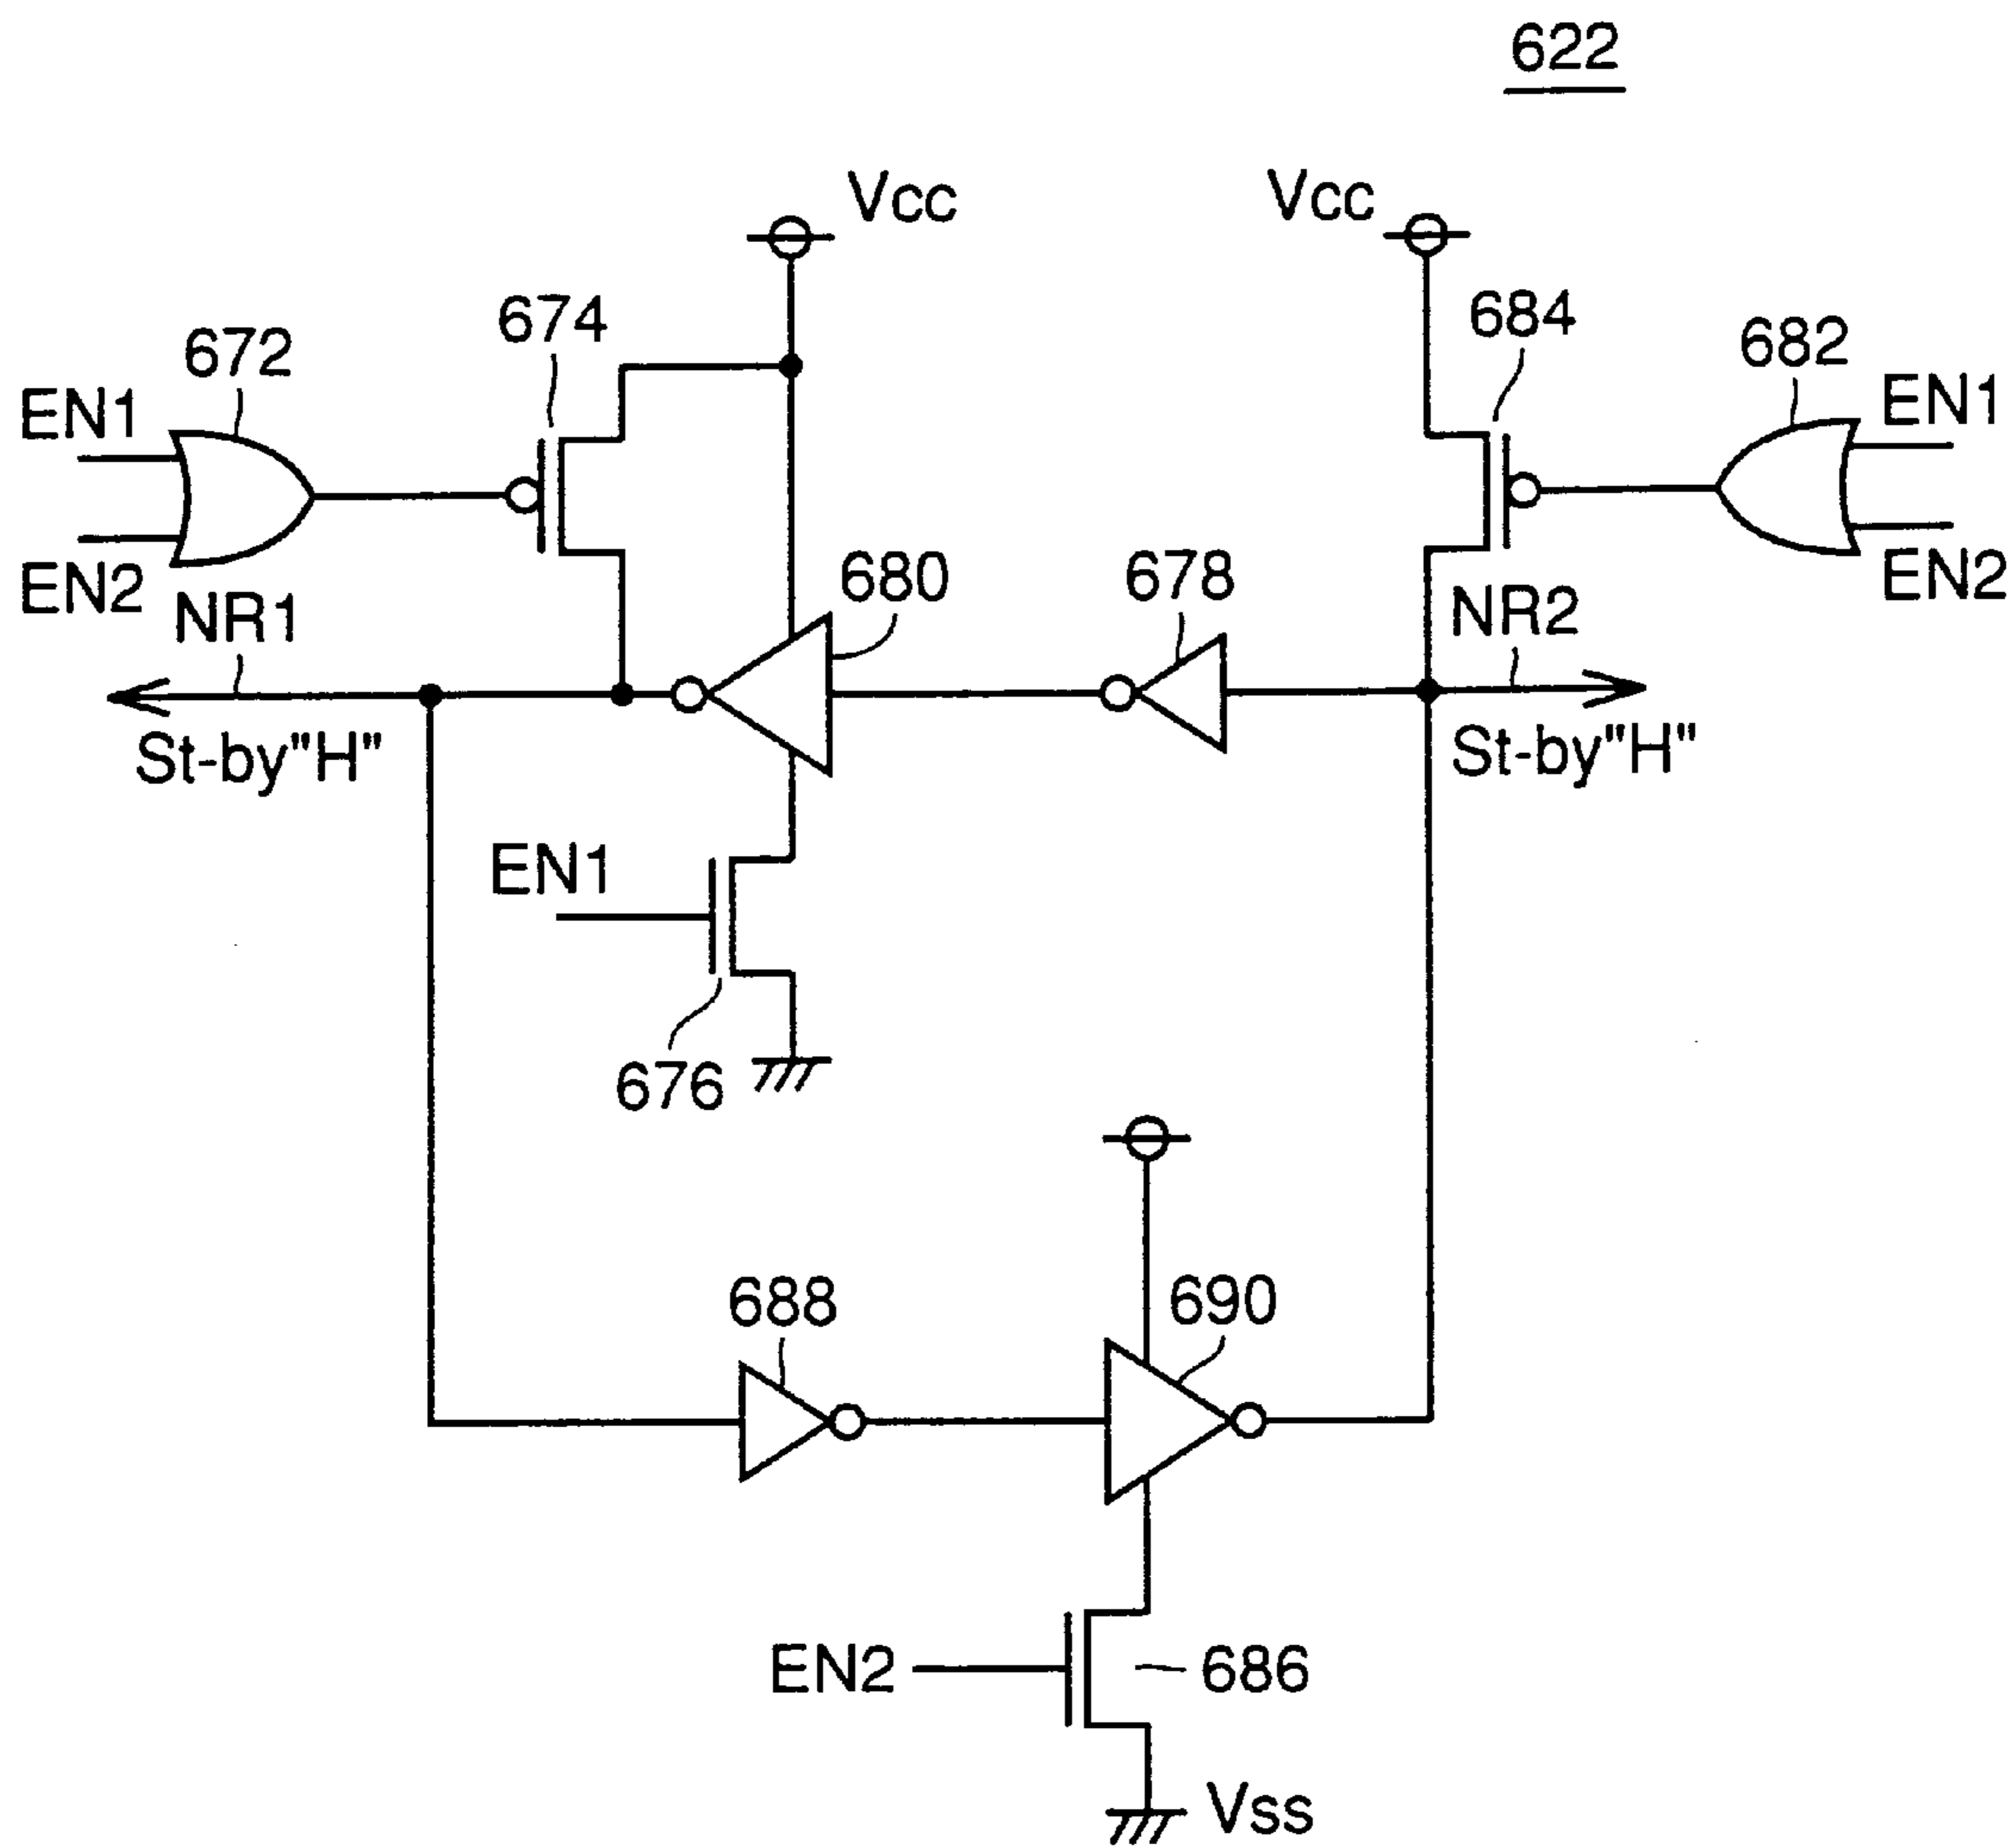 622
Vcc
Vcc
674
684
672
682
EN1
EN1
EN2
EN2
680
678
NR1
NR2
St-by"H"
St-by"H"
EN1
676
688
690
EN2
686
Vss